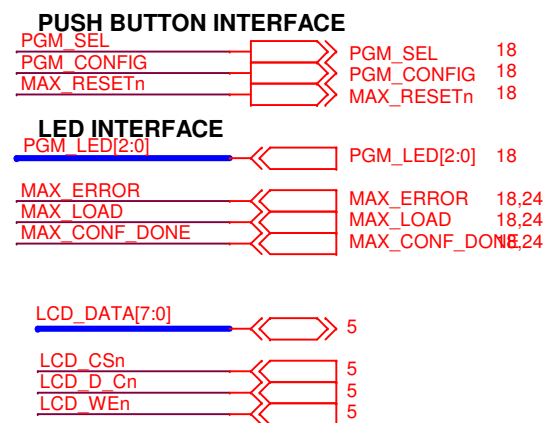 PUSH BUTTON INTERFACE
PGM_SEL PGM_SEL 18
PGM_CONFIG PGM_CONFIG 18
MAX_RESETn MAX_RESETn 18
LED INTERFACE
PGM_LED[2:0] PGM_LED[2:0] 18
MAX_ERROR MAX_ERROR 18,24
MAX_LOAD MAX_LOAD 18,24
MAX_CONF_DONE MAX_CONF_DONE 18,24
LCD_DATA[7:0] 5
LCD_CSn 5
LCD_D_Cn 5
LCD_WEn 5